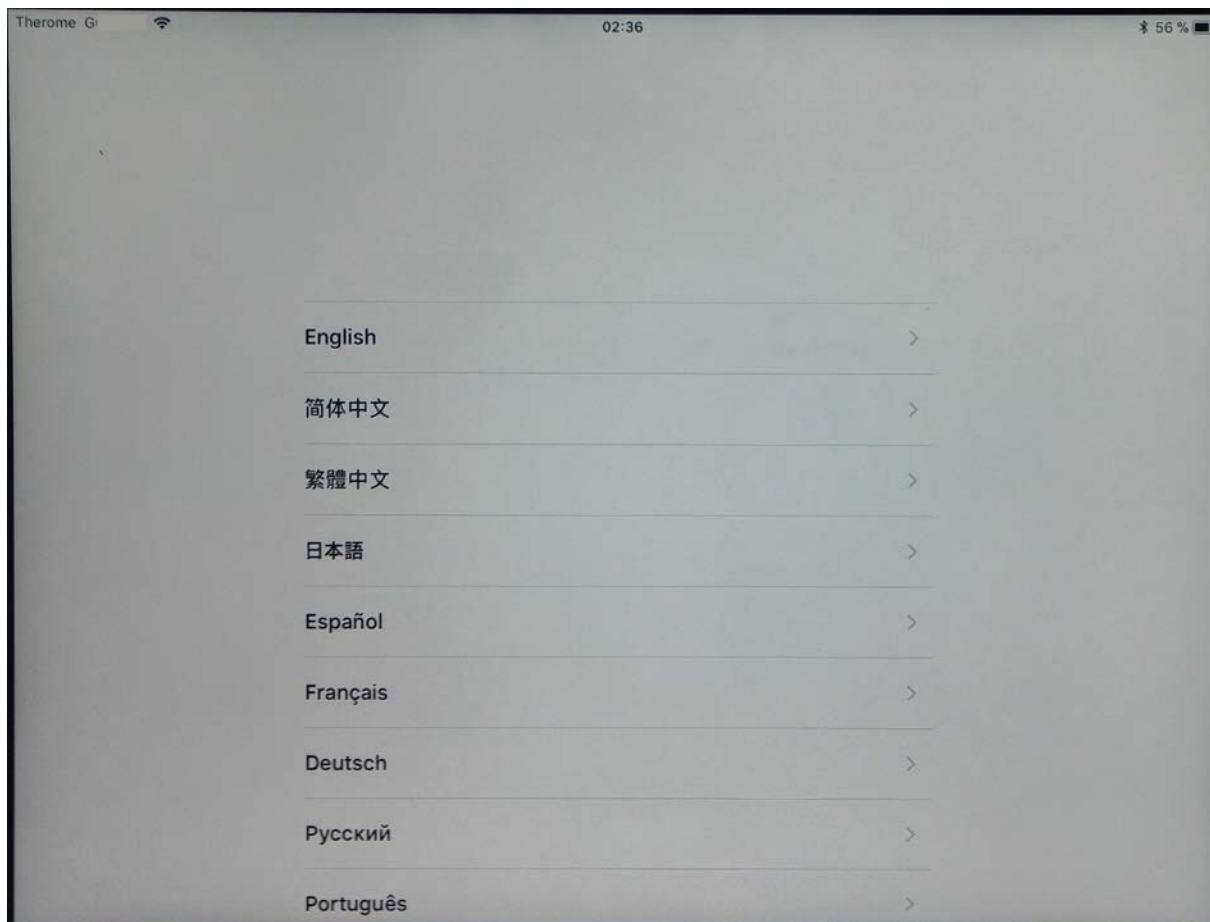 Therome
02:36
56 %
English
简体中文
繁體中文
日本語
Español
Français
Deutsch
Русский
Português